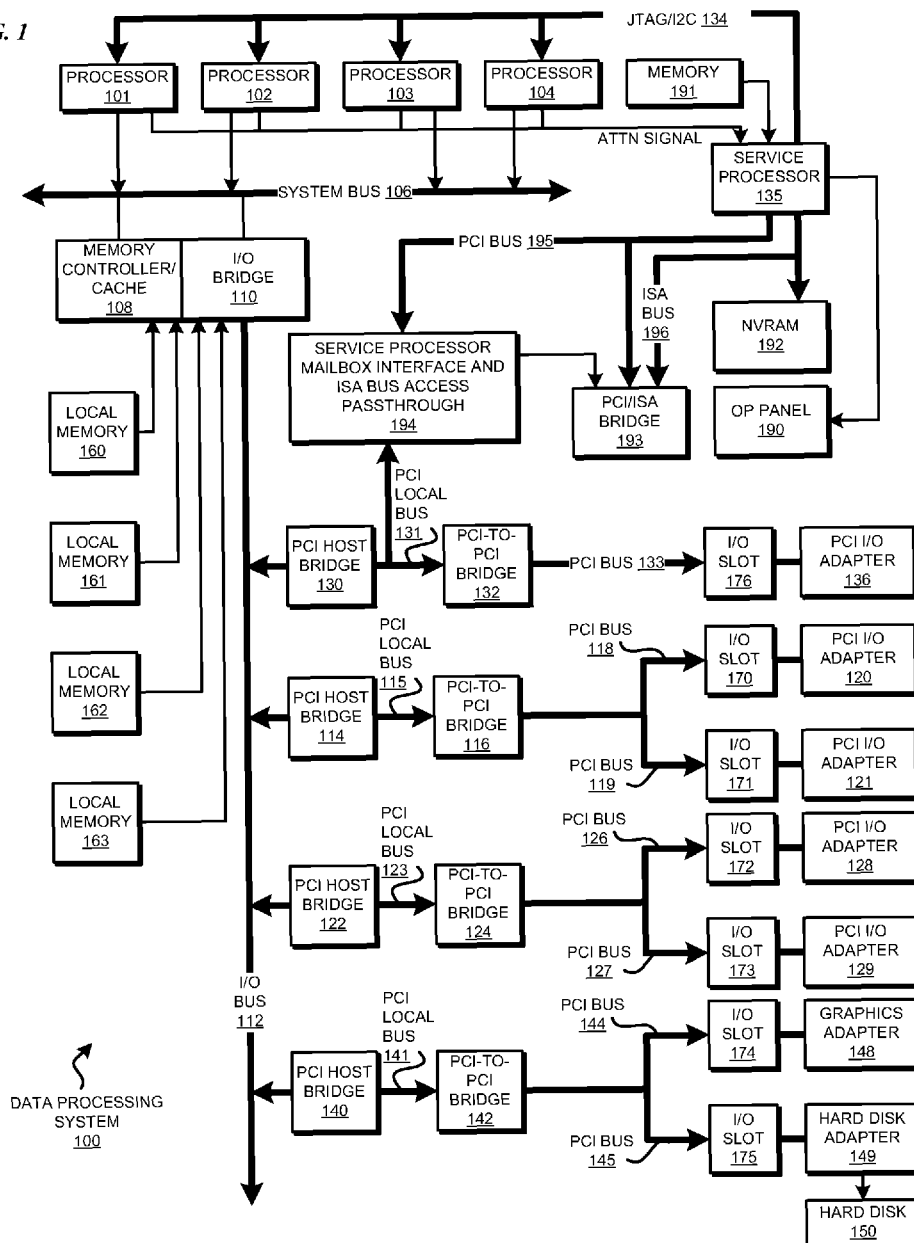 JTAG/I2C 134
PROCESSOR
101
PROCESSOR
102
PROCESSOR
103
PROCESSOR
104
MEMORY
191
ATTN SIGNAL
SERVICE
PROCESSOR
135
SYSTEM BUS 106
MEMORY
CONTROLLER/
CACHE
108
I/O
BRIDGE
110
PCI BUS 195
ISA
BUS
196
NVRAM
192
SERVICE PROCESSOR
MAILBOX INTERFACE AND
ISA BUS ACCESS
PASSTHROUGH
194
PCI/ISA
BRIDGE
193
OP PANEL
190
LOCAL
MEMORY
160
LOCAL
MEMORY
161
LOCAL
MEMORY
162
LOCAL
MEMORY
163
PCI
LOCAL
BUS
131
PCI HOST
BRIDGE
130
PCI-TO-
PCI
BRIDGE
132
PCI BUS 133
I/O
SLOT
176
PCI I/O
ADAPTER
136
PCI
LOCAL
BUS
115
PCI HOST
BRIDGE
114
PCI-TO-
PCI
BRIDGE
116
PCI BUS
118
I/O
SLOT
170
PCI I/O
ADAPTER
120
PCI BUS
119
I/O
SLOT
171
PCI I/O
ADAPTER
121
PCI
LOCAL
BUS
123
PCI HOST
BRIDGE
122
PCI-TO-
PCI
BRIDGE
124
PCI BUS
126
I/O
SLOT
172
PCI I/O
ADAPTER
128
PCI BUS
127
I/O
SLOT
173
PCI I/O
ADAPTER
129
I/O
BUS
112
PCI
LOCAL
BUS
141
PCI HOST
BRIDGE
140
PCI-TO-
PCI
BRIDGE
142
PCI BUS
144
I/O
SLOT
174
GRAPHICS
ADAPTER
148
PCI BUS
145
I/O
SLOT
175
HARD DISK
ADAPTER
149
HARD DISK
150
DATA PROCESSING
SYSTEM
100